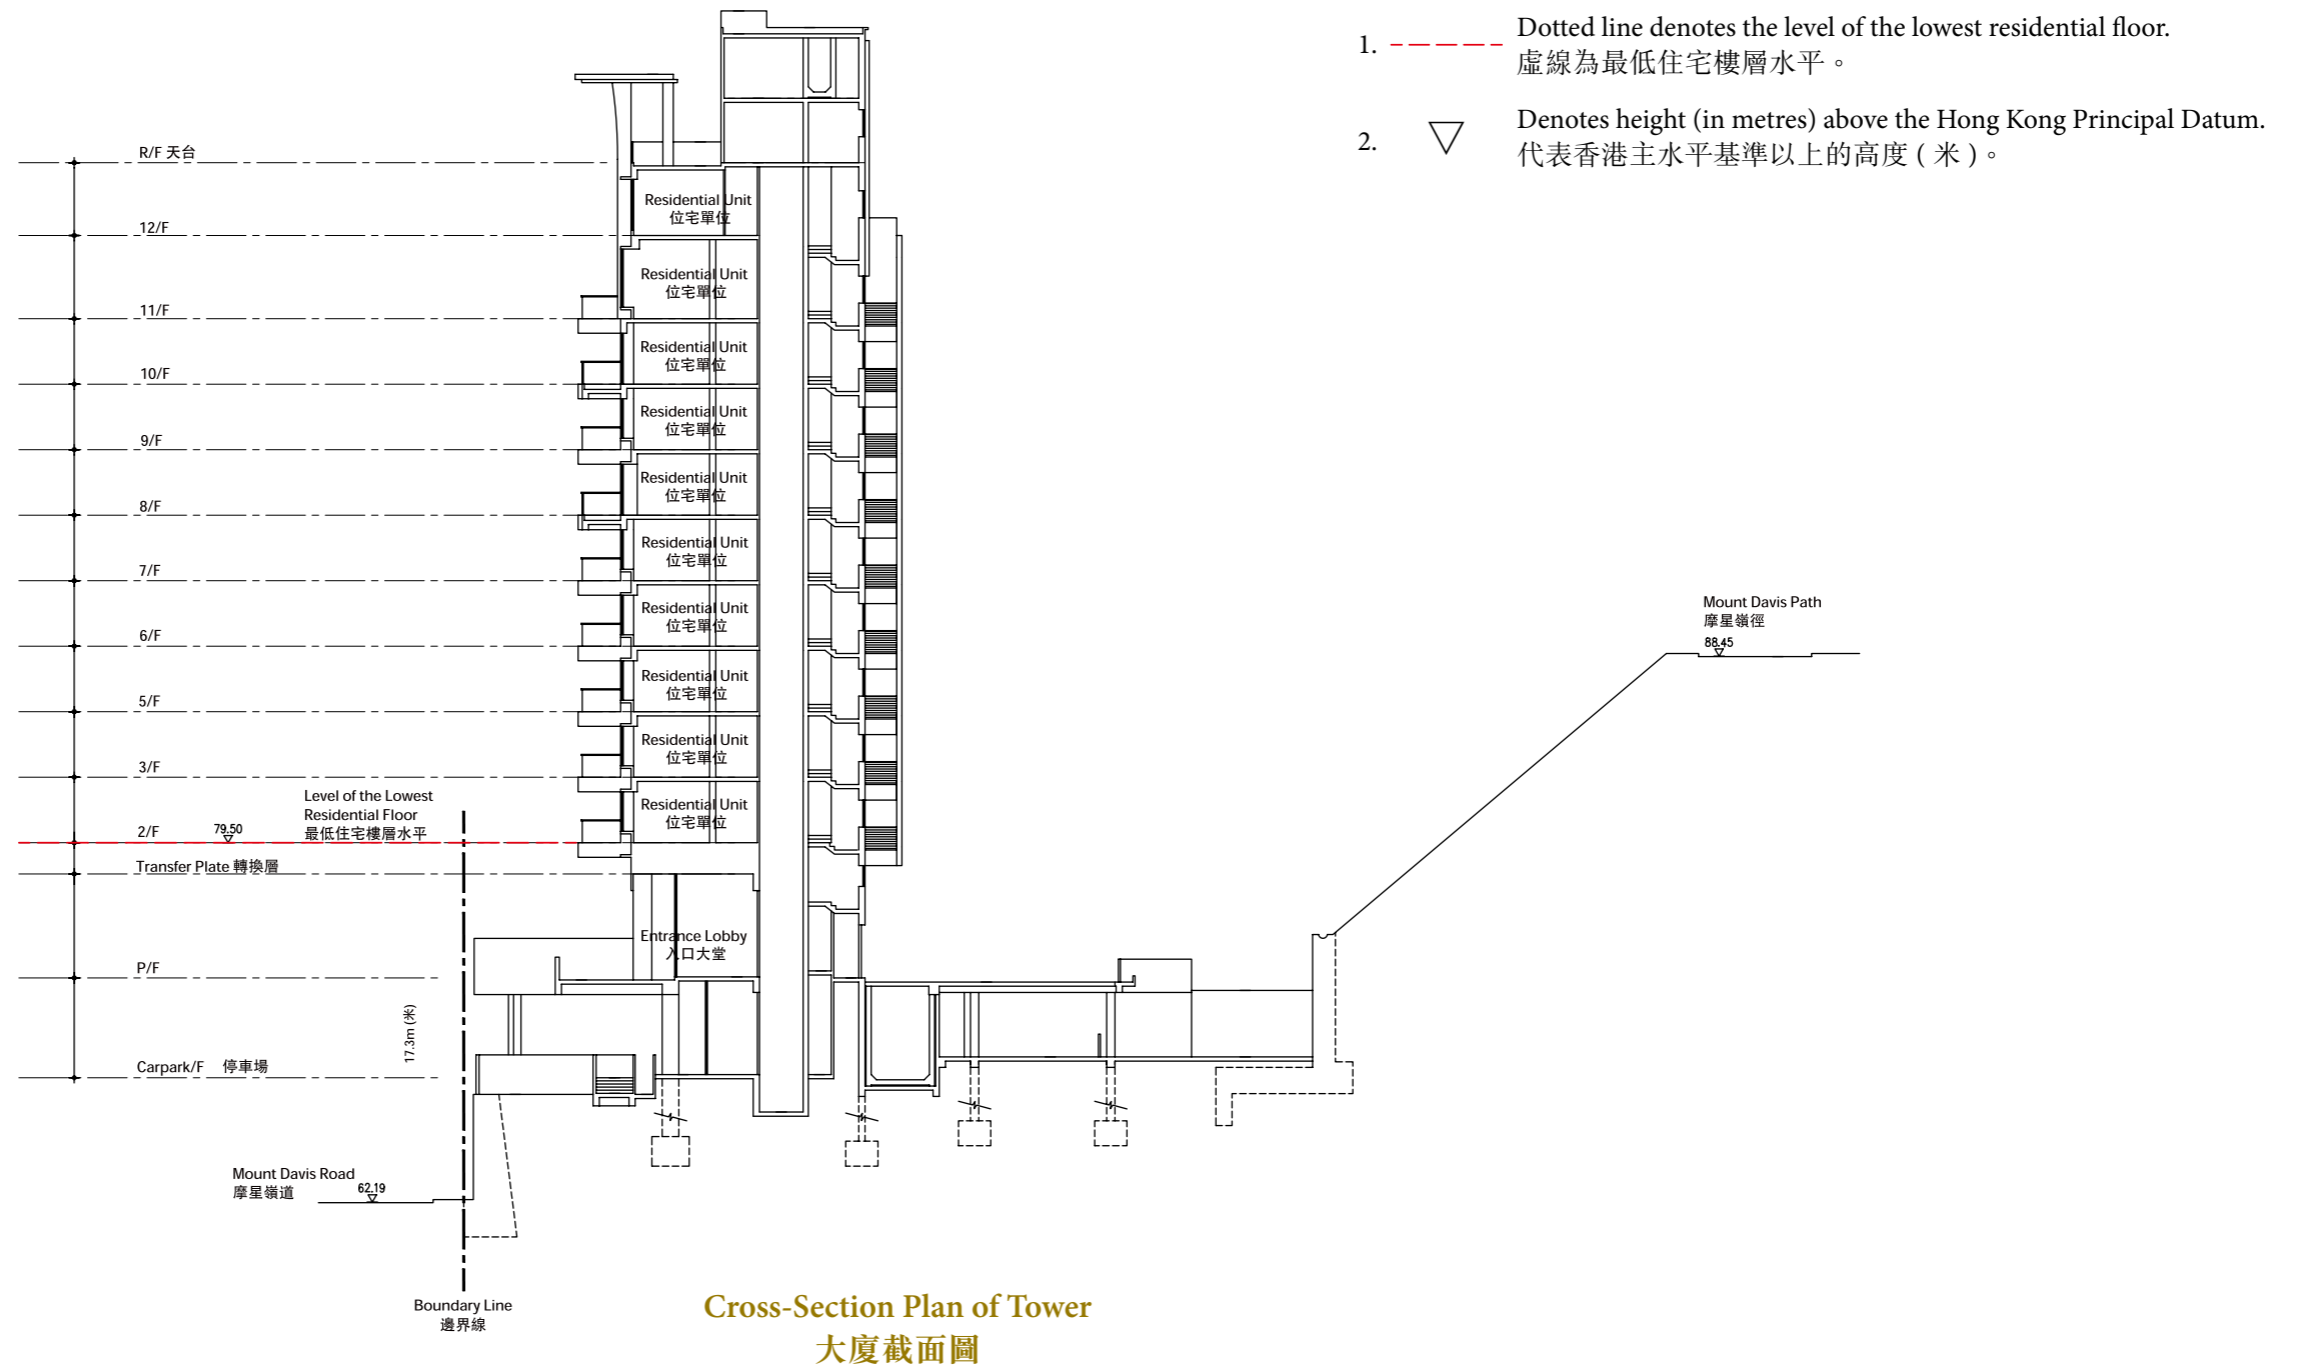 1.
Dotted line denotes the level of the lowest residential floor.
虛線為最低住宅樓層水平。
2.
Denotes height (in metres) above the Hong Kong Principal Datum.
代表香港主水平基準以上的高度 ( 米 )。
R/F 天台
Residential Unit
位宅單位
12/F
Residential Unit
位宅單位
11/F
Residential Unit
位宅單位
10/F
Residential Unit
位宅單位
9/F
Residential Unit
位宅單位
8/F
Residential Unit
位宅單位
7/F
Residential Unit
位宅單位
6/F
Residential Unit
位宅單位
5/F
Residential Unit
位宅單位
3/F
Residential Unit
位宅單位
Level of the Lowest
Residential Floor
最低住宅樓層水平
2/F
79.50
Transfer Plate 轉換層
Entrance Lobby
入口大堂
P/F
17.3m (米)
Carpark/F 停車場
Mount Davis Path
摩星嶺徑
88.45
Mount Davis Road
摩星嶺道
62.19
Boundary Line
邊界線
Cross-Section Plan of Tower
大廈截面圖